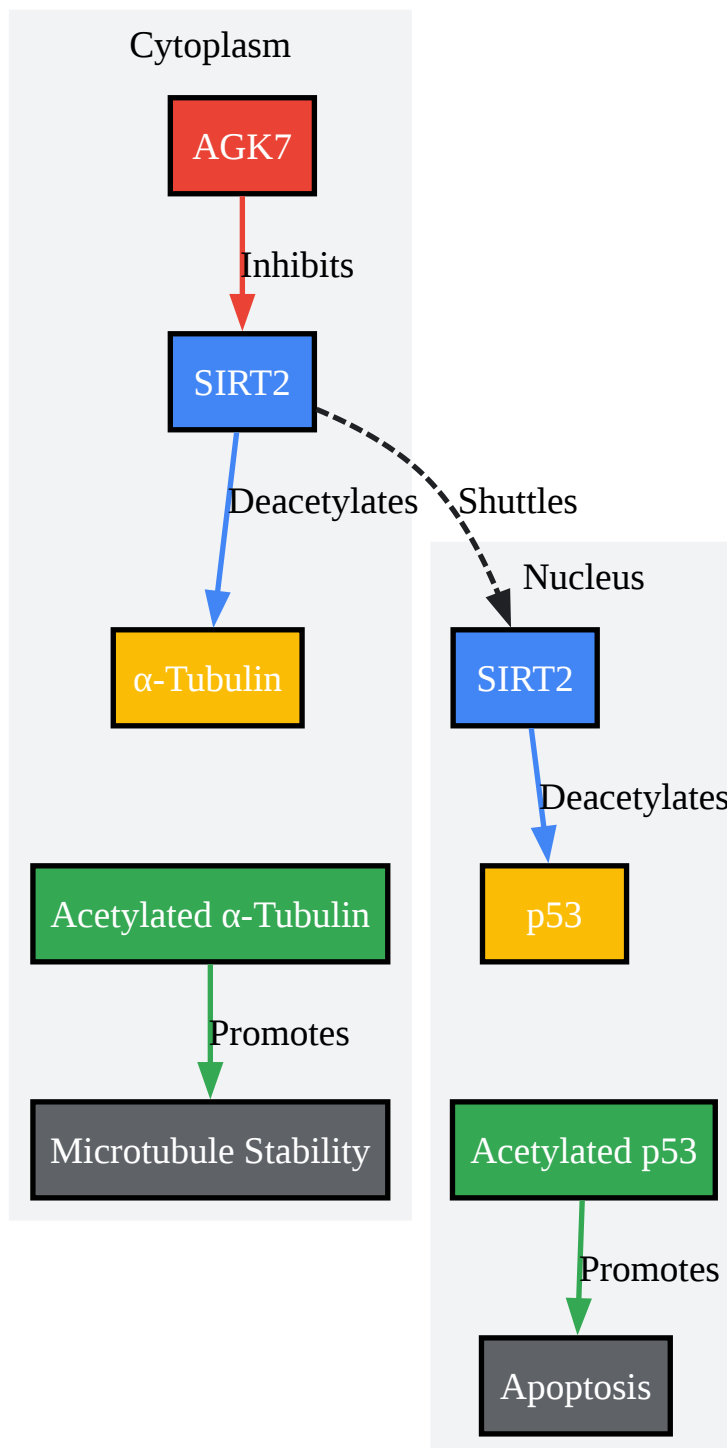 Cytoplasm
AGK7
Inhibits
SIRT2
Deacetylates
Shuttles
Nucleus
α-Tubulin
SIRT2
Deacetylates
Acetylated α-Tubulin
p53
Promotes
Microtubule Stability
Acetylated p53
Promotes
Apoptosis